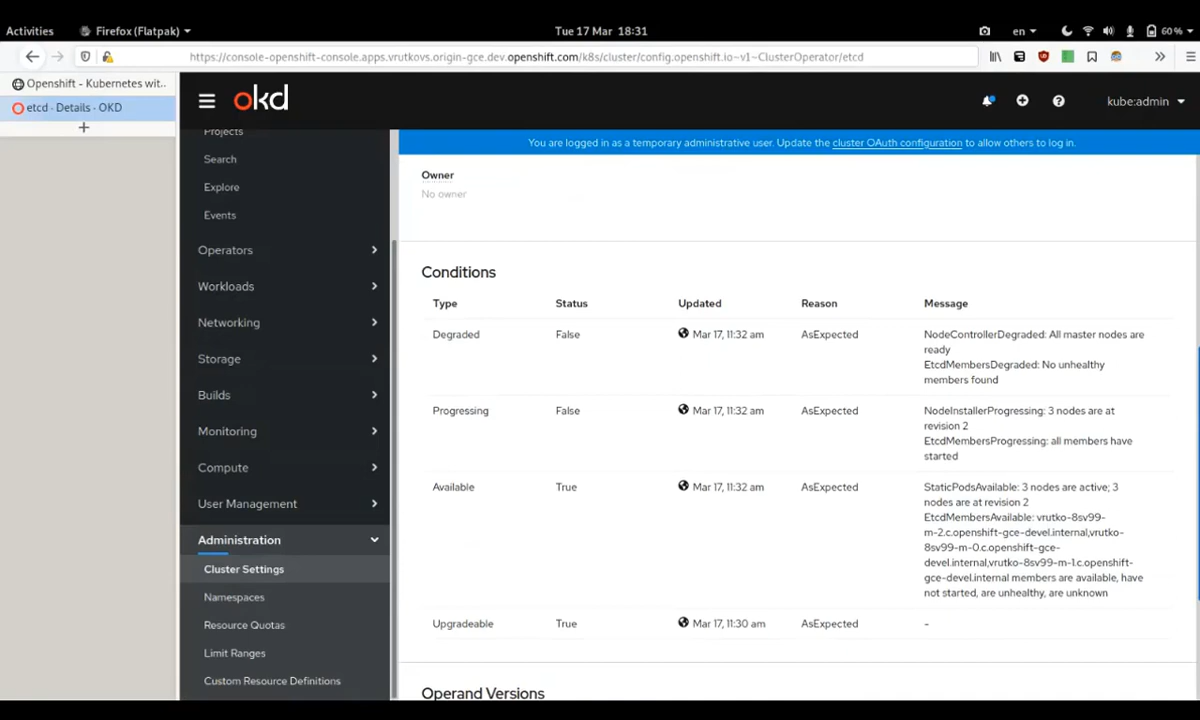 Activities
Firefox (Flatpak)
Tue 17 Mar 18:31
en
60 %
https://console-openshift-console.apps.vrutkovs.origin-gce.dev.openshift.com/k8s/cluster/config.openshift.io~v1~ClusterOperator/etcd
Openshift - Kubernetes wit..
etcd · Details · OKD
okd
kube:admin
You are logged in as a temporary administrative user. Update the cluster OAuth configuration to allow others to log in.
Projects
Search
Explore
Events
Operators
Workloads
Networking
Storage
Builds
Monitoring
Compute
User Management
Administration
Cluster Settings
Namespaces
Resource Quotas
Limit Ranges
Custom Resource Definitions
Owner
No owner
Conditions
Type Status Updated Reason Message
Degraded False Mar 17, 11:32 am AsExpected NodeControllerDegraded: All master nodes are
ready
EtcdMembersDegraded: No unhealthy
members found
Progressing False Mar 17, 11:32 am AsExpected NodeInstallerProgressing: 3 nodes are at
revision 2
EtcdMembersProgressing: all members have
started
Available True Mar 17, 11:32 am AsExpected StaticPodsAvailable: 3 nodes are active; 3
nodes are at revision 2
EtcdMembersAvailable: vrutko-8sv99-
m-2.c.openshift-gce-devel.internal,vrutko-
8sv99-m-0.c.openshift-gce-
devel.internal,vrutko-8sv99-m-1.c.openshift-
gce-devel.internal members are available, have
not started, are unhealthy, are unknown
Upgradeable True Mar 17, 11:30 am AsExpected -
Operand Versions